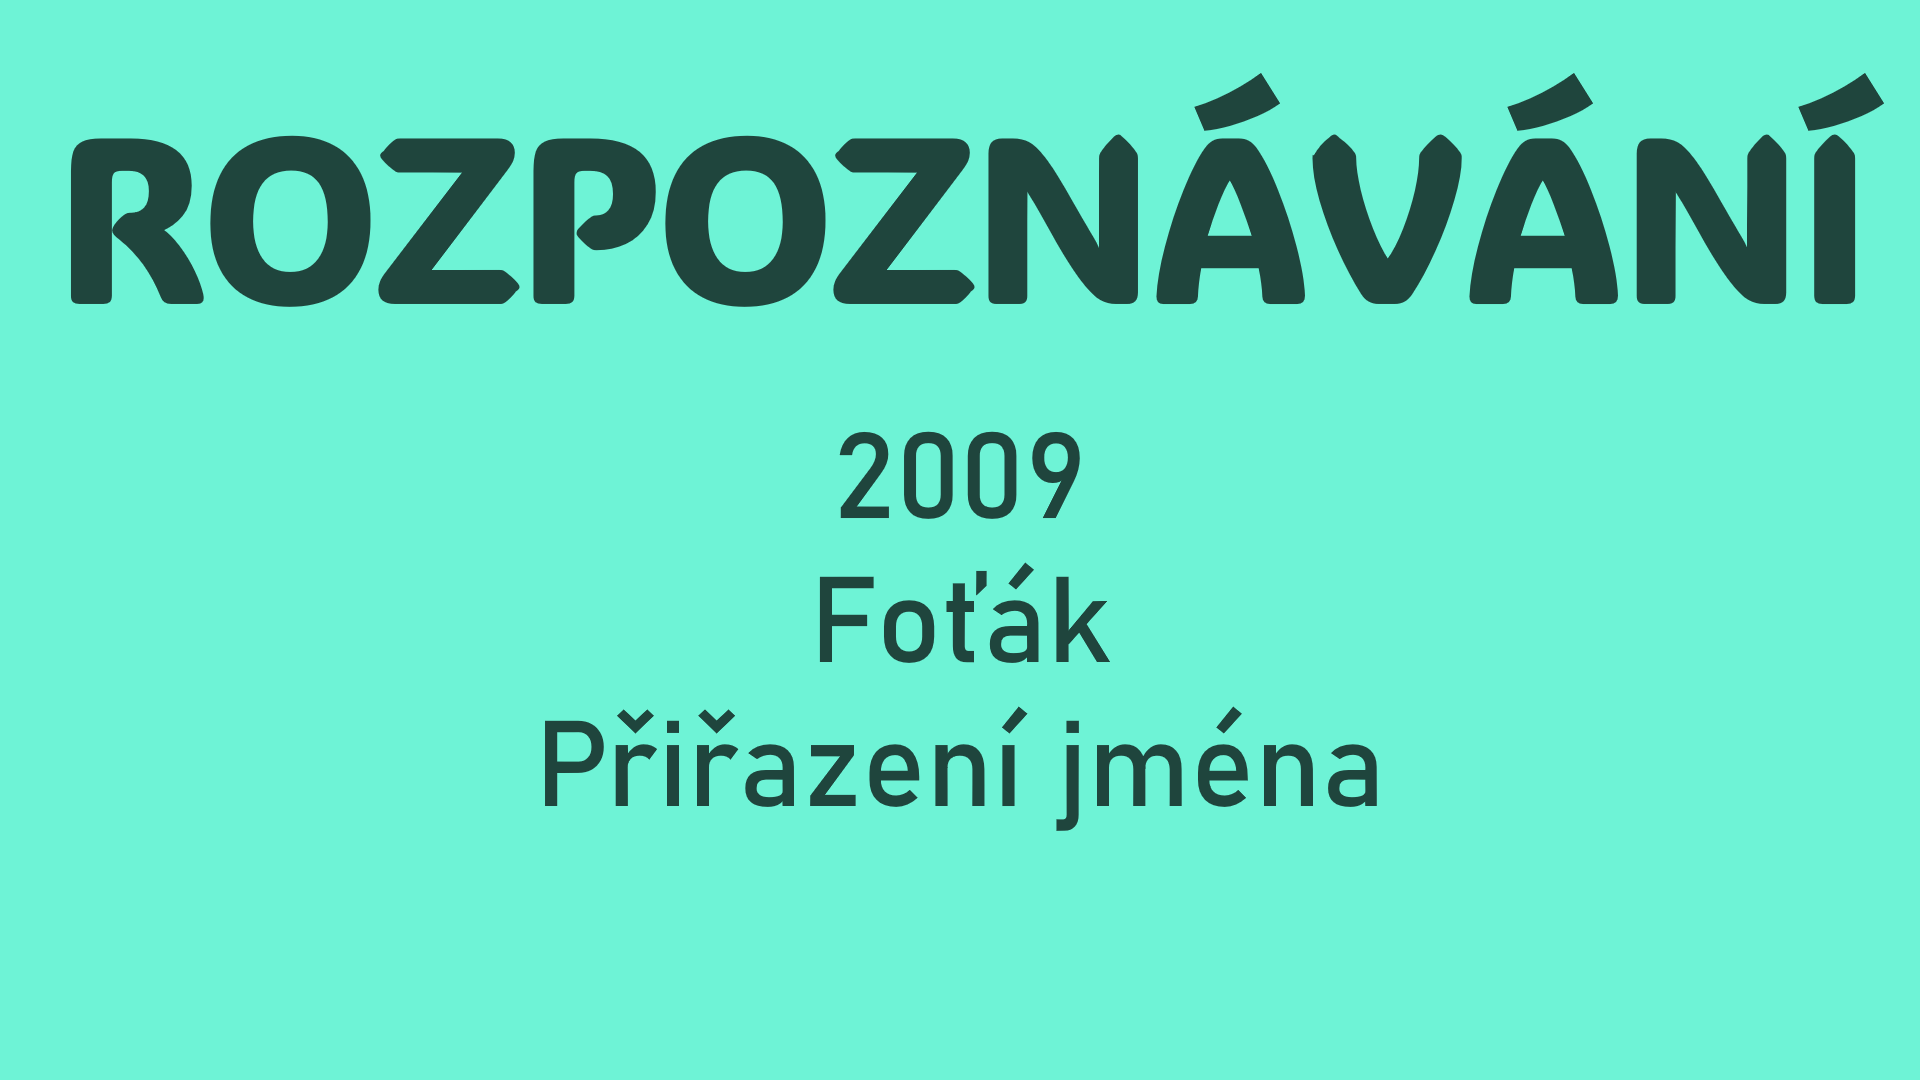 ROZPOZNÁVÁNÍ
2009
Foťák
Přiřazení jména